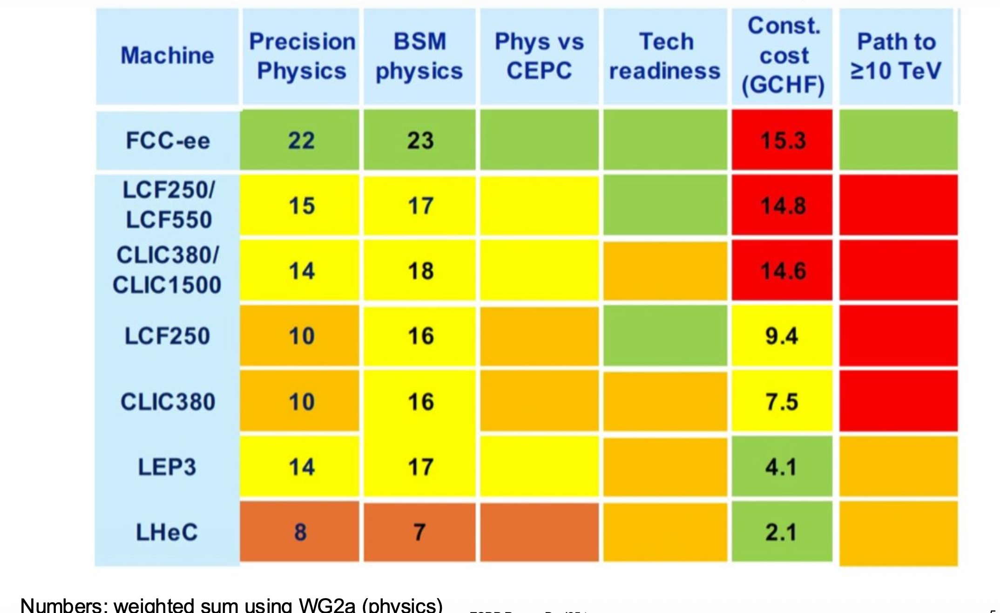 Machine
Precision
Physics
BSM
physics
Phys vs
CEPC
Tech
readiness
Const.
cost
(GCHF)
Path to
≥10 TeV
FCC-ee
22
23
15.3
LCF250/
LCF550
15
17
14.8
CLIC380/
CLIC1500
14
18
14.6
LCF250
10
16
9.4
CLIC380
10
16
7.5
LEP3
14
17
4.1
LHeC
8
7
2.1
Numbers: weighted sum using WG2a (physics)